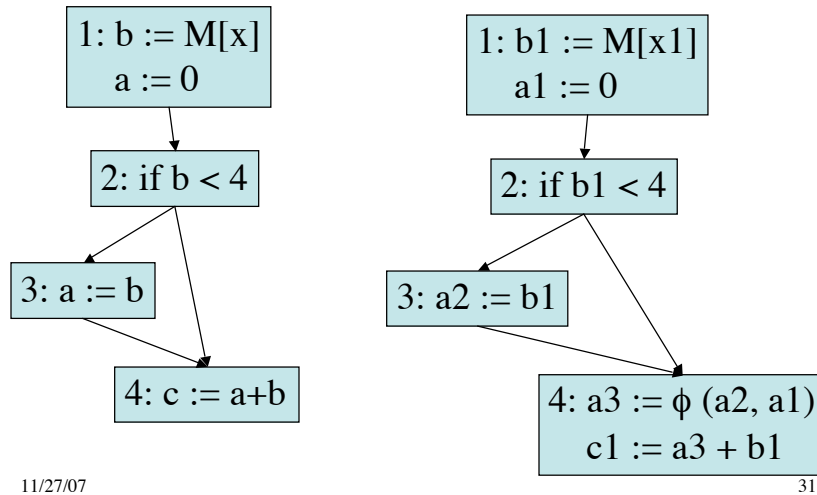 1: b := M[x]
a := 0
2: if b < 4
3: a := b
4: c := a+b
1: b1 := M[x1]
a1 := 0
2: if b1 < 4
3: a2 := b1
4: a3 := ϕ (a2, a1)
c1 := a3 + b1
11/27/07
31